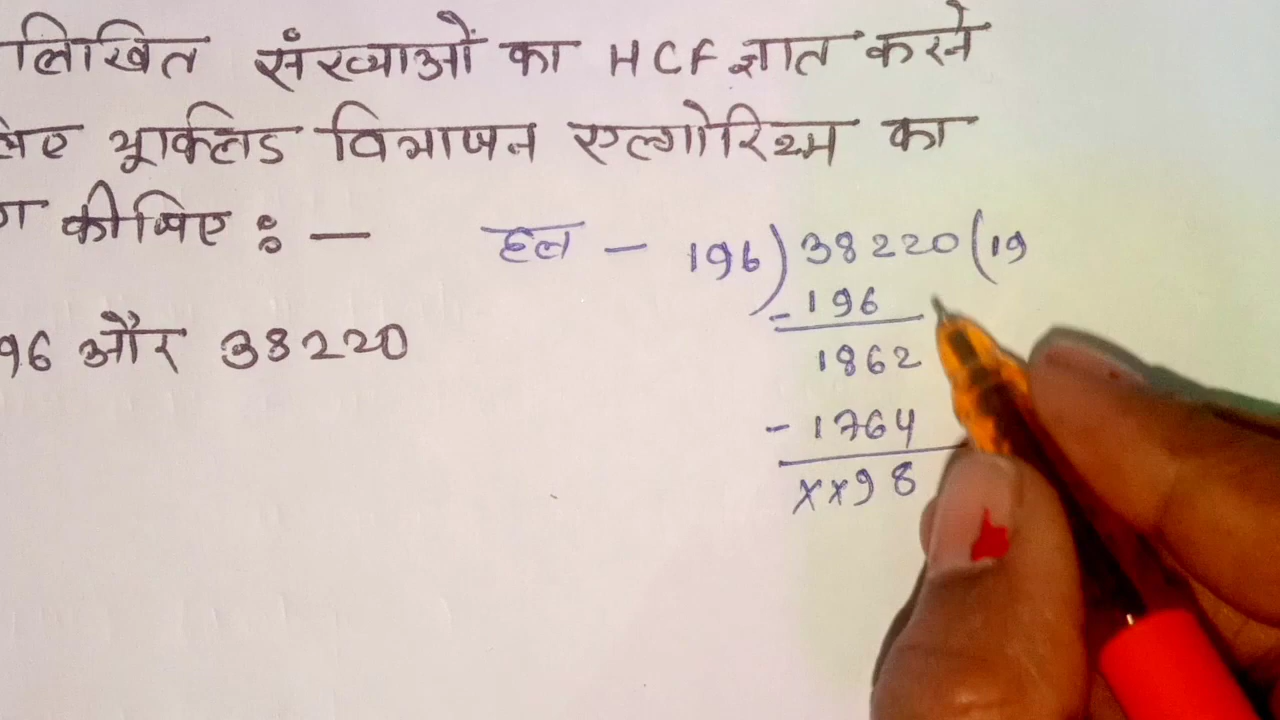 लिखित संख्याओं का HCF ज्ञात करने
लिए यूक्लिड विभाजन एल्गोरिथ्म का
ग कीजिए : —
हल – 196) 38220 (19
- 196
1862
- 1764
xx98
96 और 38220